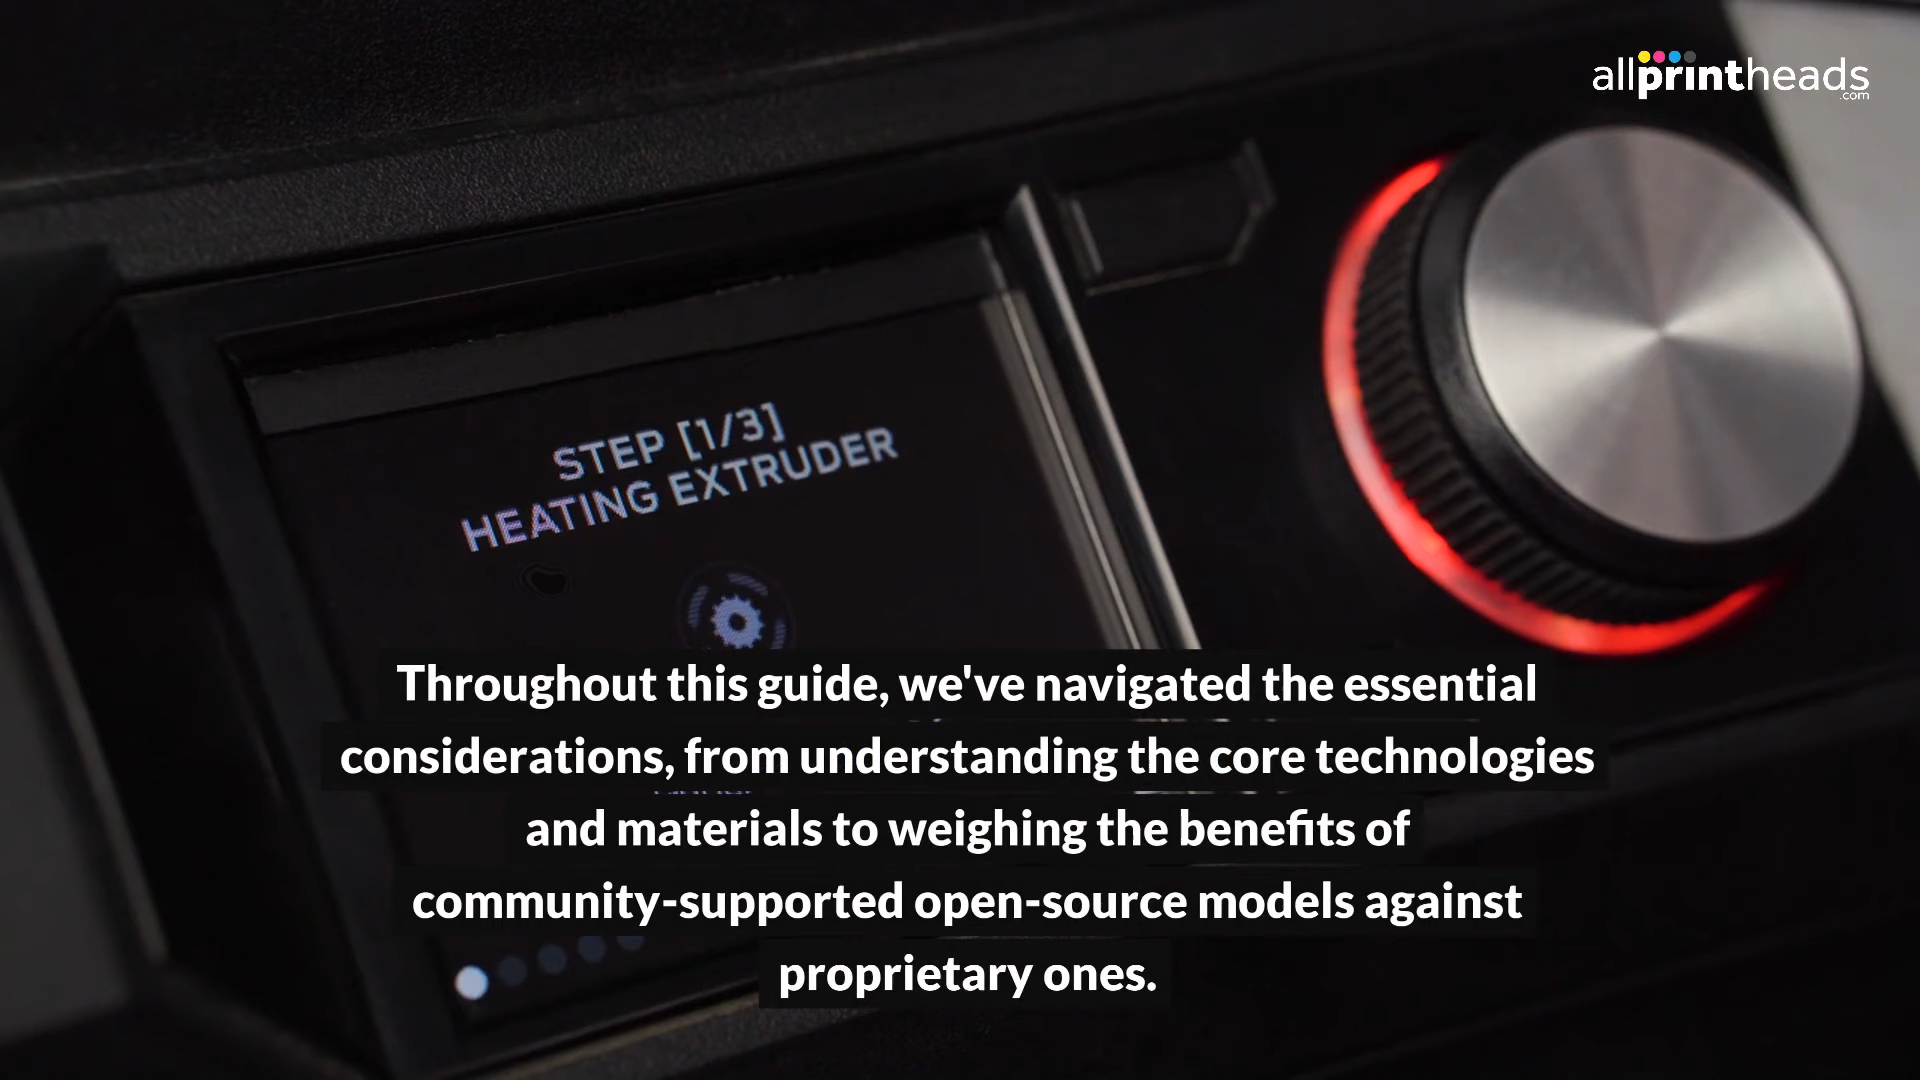 allprintheads
.com
STEP [1/3]
HEATING EXTRUDER
Throughout this guide, we've navigated the essential
considerations, from understanding the core technologies
and materials to weighing the benefits of
community-supported open-source models against
proprietary ones.